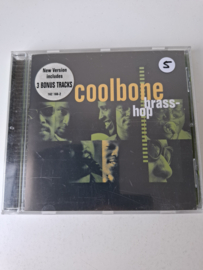 New Version
includes
3 BONUS TRACKS
5
coolbone
brass-
hop